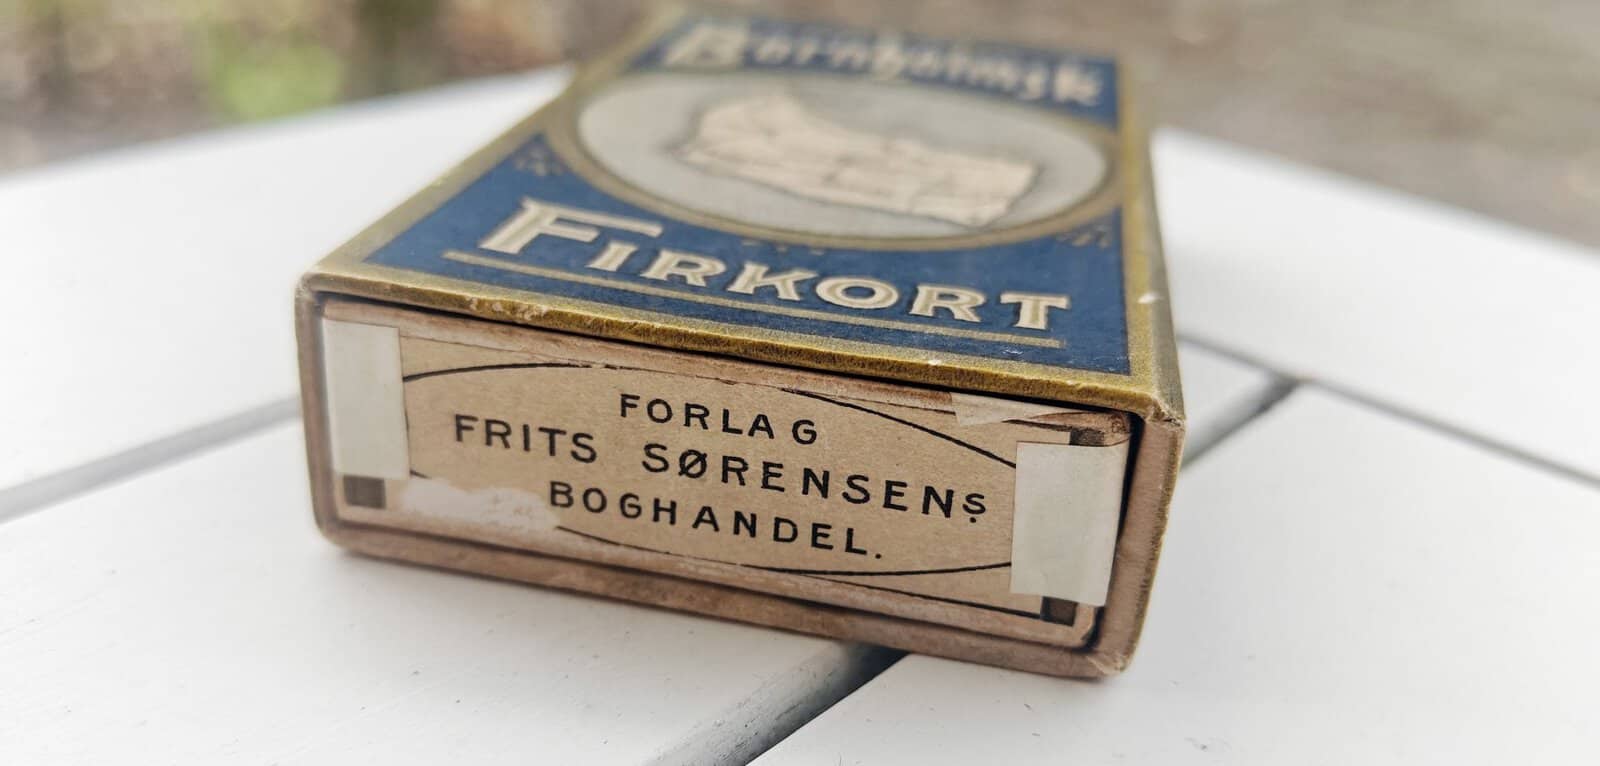 Bornholmsk
FIRKORT
FORLAG
FRITS SØRENSENS
BOGHANDEL.